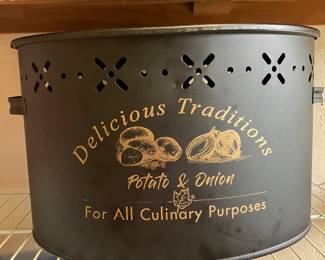 Delicious Traditions
Potato & Onion
For All Culinary Purposes